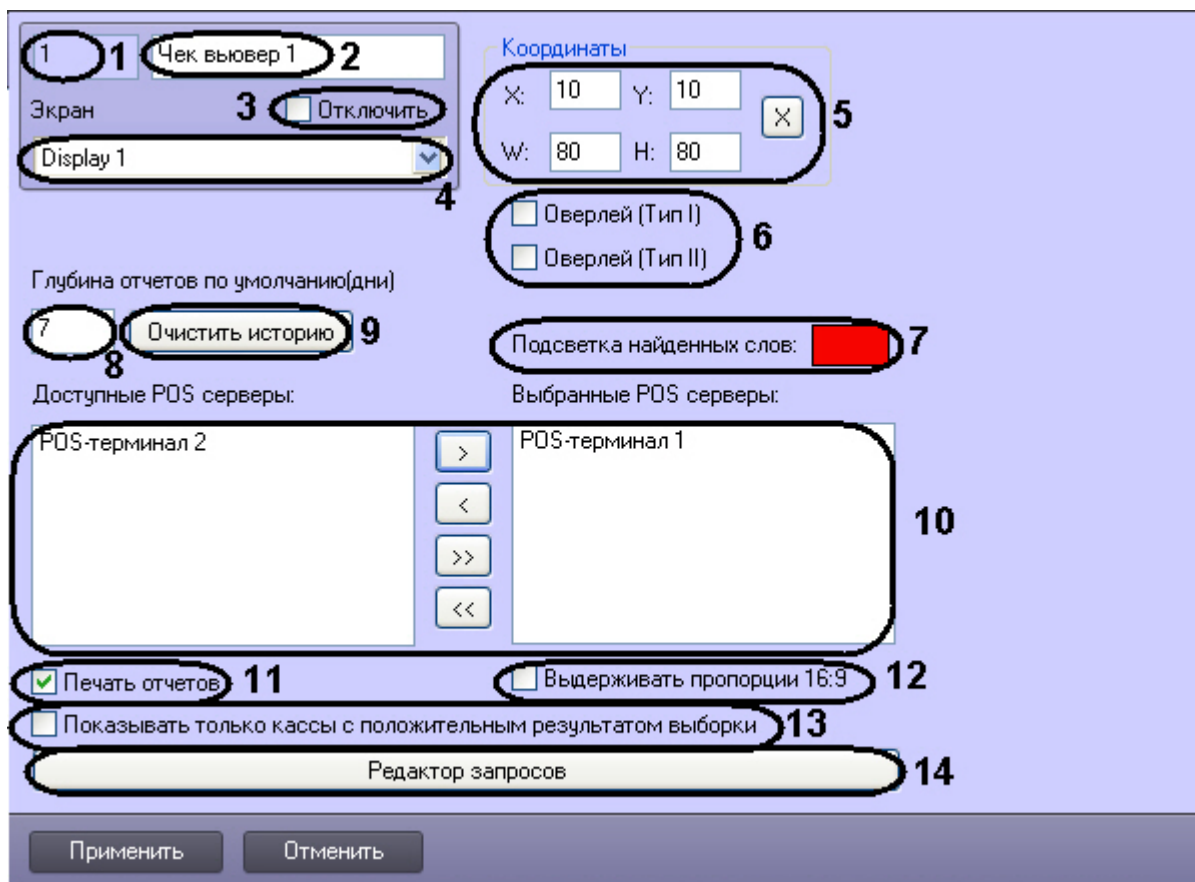 1 1 Чек вьювер 1 2
Экран 3 Отключить
Display 1
4
Координаты
X: 10 Y: 10 X 5
W: 80 H: 80
Оверлей (Тип I)
6
Оверлей (Тип II)
Глубина отчетов по умолчанию(дни)
7 Очистить историю 9
8
Подсветка найденных слов: 7
Доступные POS серверы: Выбранные POS серверы:
POS-терминал 2 > POS-терминал 1
<
10
>>
<<
Печать отчетов 11 Выдерживать пропорции 16:9 12
Показывать только кассы с положительным результатом выборки 13
Редактор запросов 14
Применить Отменить